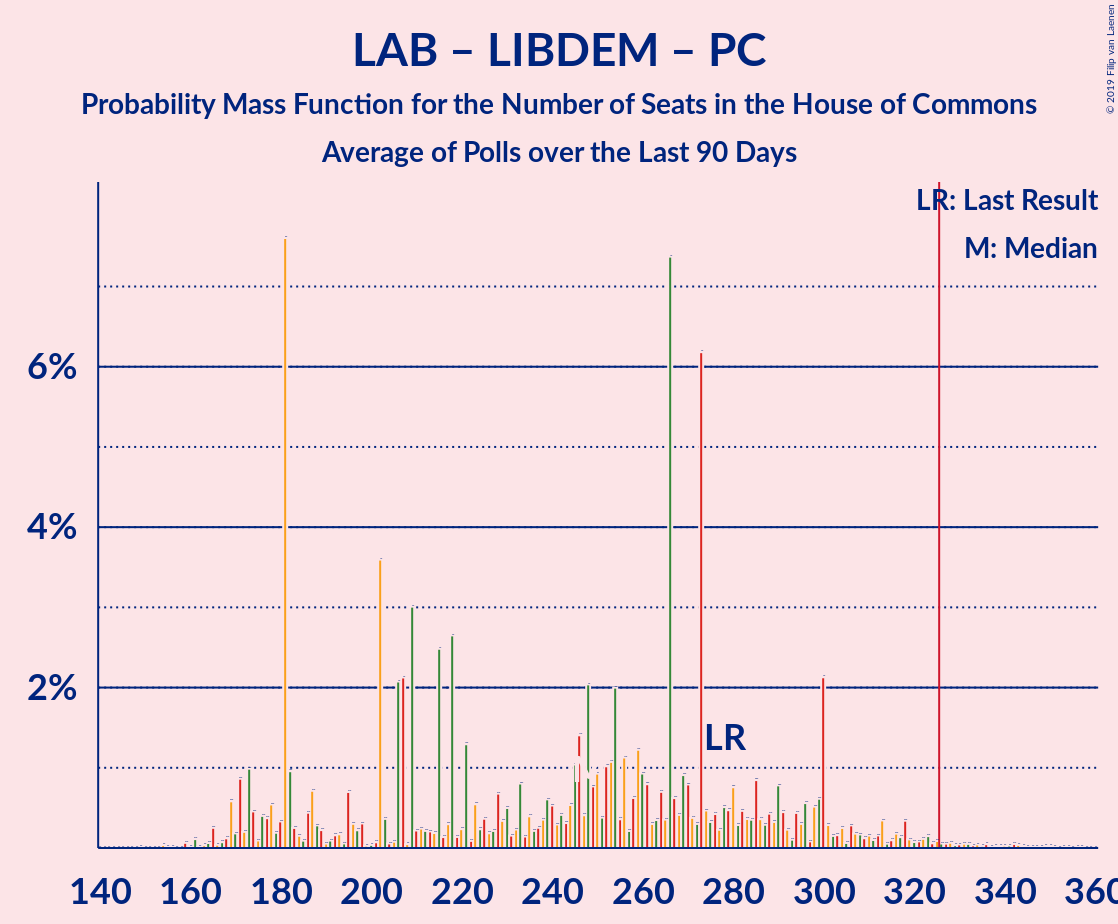 LAB – LIBDEM – PC
Probability Mass Function for the Number of Seats in the House of Commons
Average of Polls over the Last 90 Days
© 2019 Filip van Laenen
LR: Last Result
M: Median
6%
4%
2%
LR
140 160 180 200 220 240 260 280 300 320 340 360